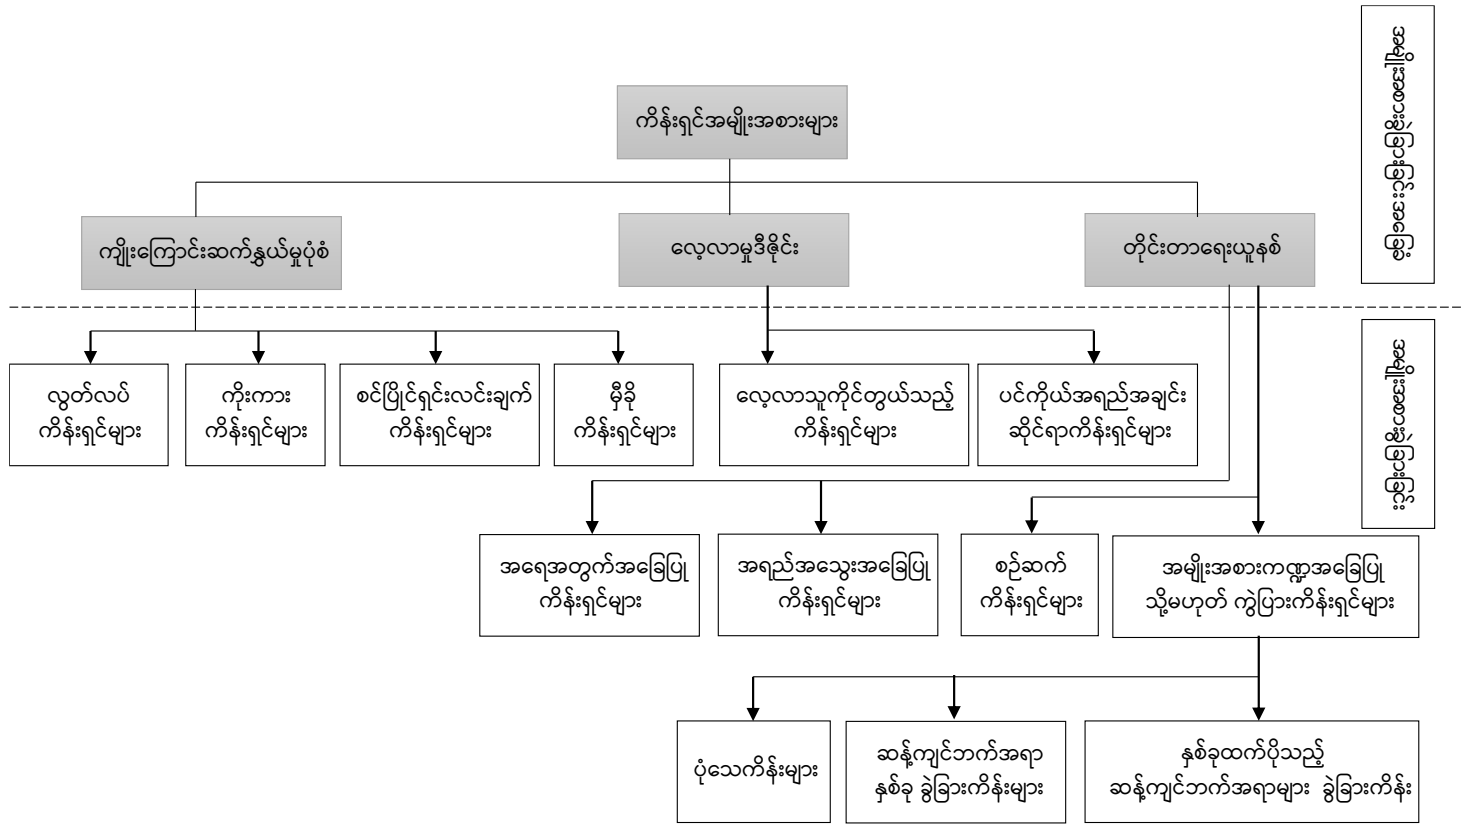 ကိန်းရှင်အမျိုးအစားများ
ကျိုးကြောင်းဆက်နွှယ်မှုပုံစံ
လေ့လာမှုဒီဇိုင်း
တိုင်းတာရေးယူနစ်
လွတ်လပ်
ကိန်းရှင်များ
ကိုးကား
ကိန်းရှင်များ
စင်ပြိုင်ရှင်းလင်းချက်
ကိန်းရှင်များ
မှီခို
ကိန်းရှင်များ
လေ့လာသူကိုင်တွယ်သည့်
ကိန်းရှင်များ
ပင်ကိုယ်အရည်အချင်း
ဆိုင်ရာကိန်းရှင်များ
အရေအတွက်အခြေပြု
ကိန်းရှင်များ
အရည်အသွေးအခြေပြု
ကိန်းရှင်များ
စဉ်ဆက်
ကိန်းရှင်များ
အမျိုးအစားကဏ္ဍအခြေပြု
သို့မဟုတ် ကွဲပြားကိန်းရှင်များ
ပုံသေကိန်းများ
ဆန့်ကျင်ဘက်အရာ
နှစ်ခု ခွဲခြားကိန်းများ
နှစ်ခုထက်ပိုသည့်
ဆန့်ကျင်ဘက်အရာများ ခွဲခြားကိန်း